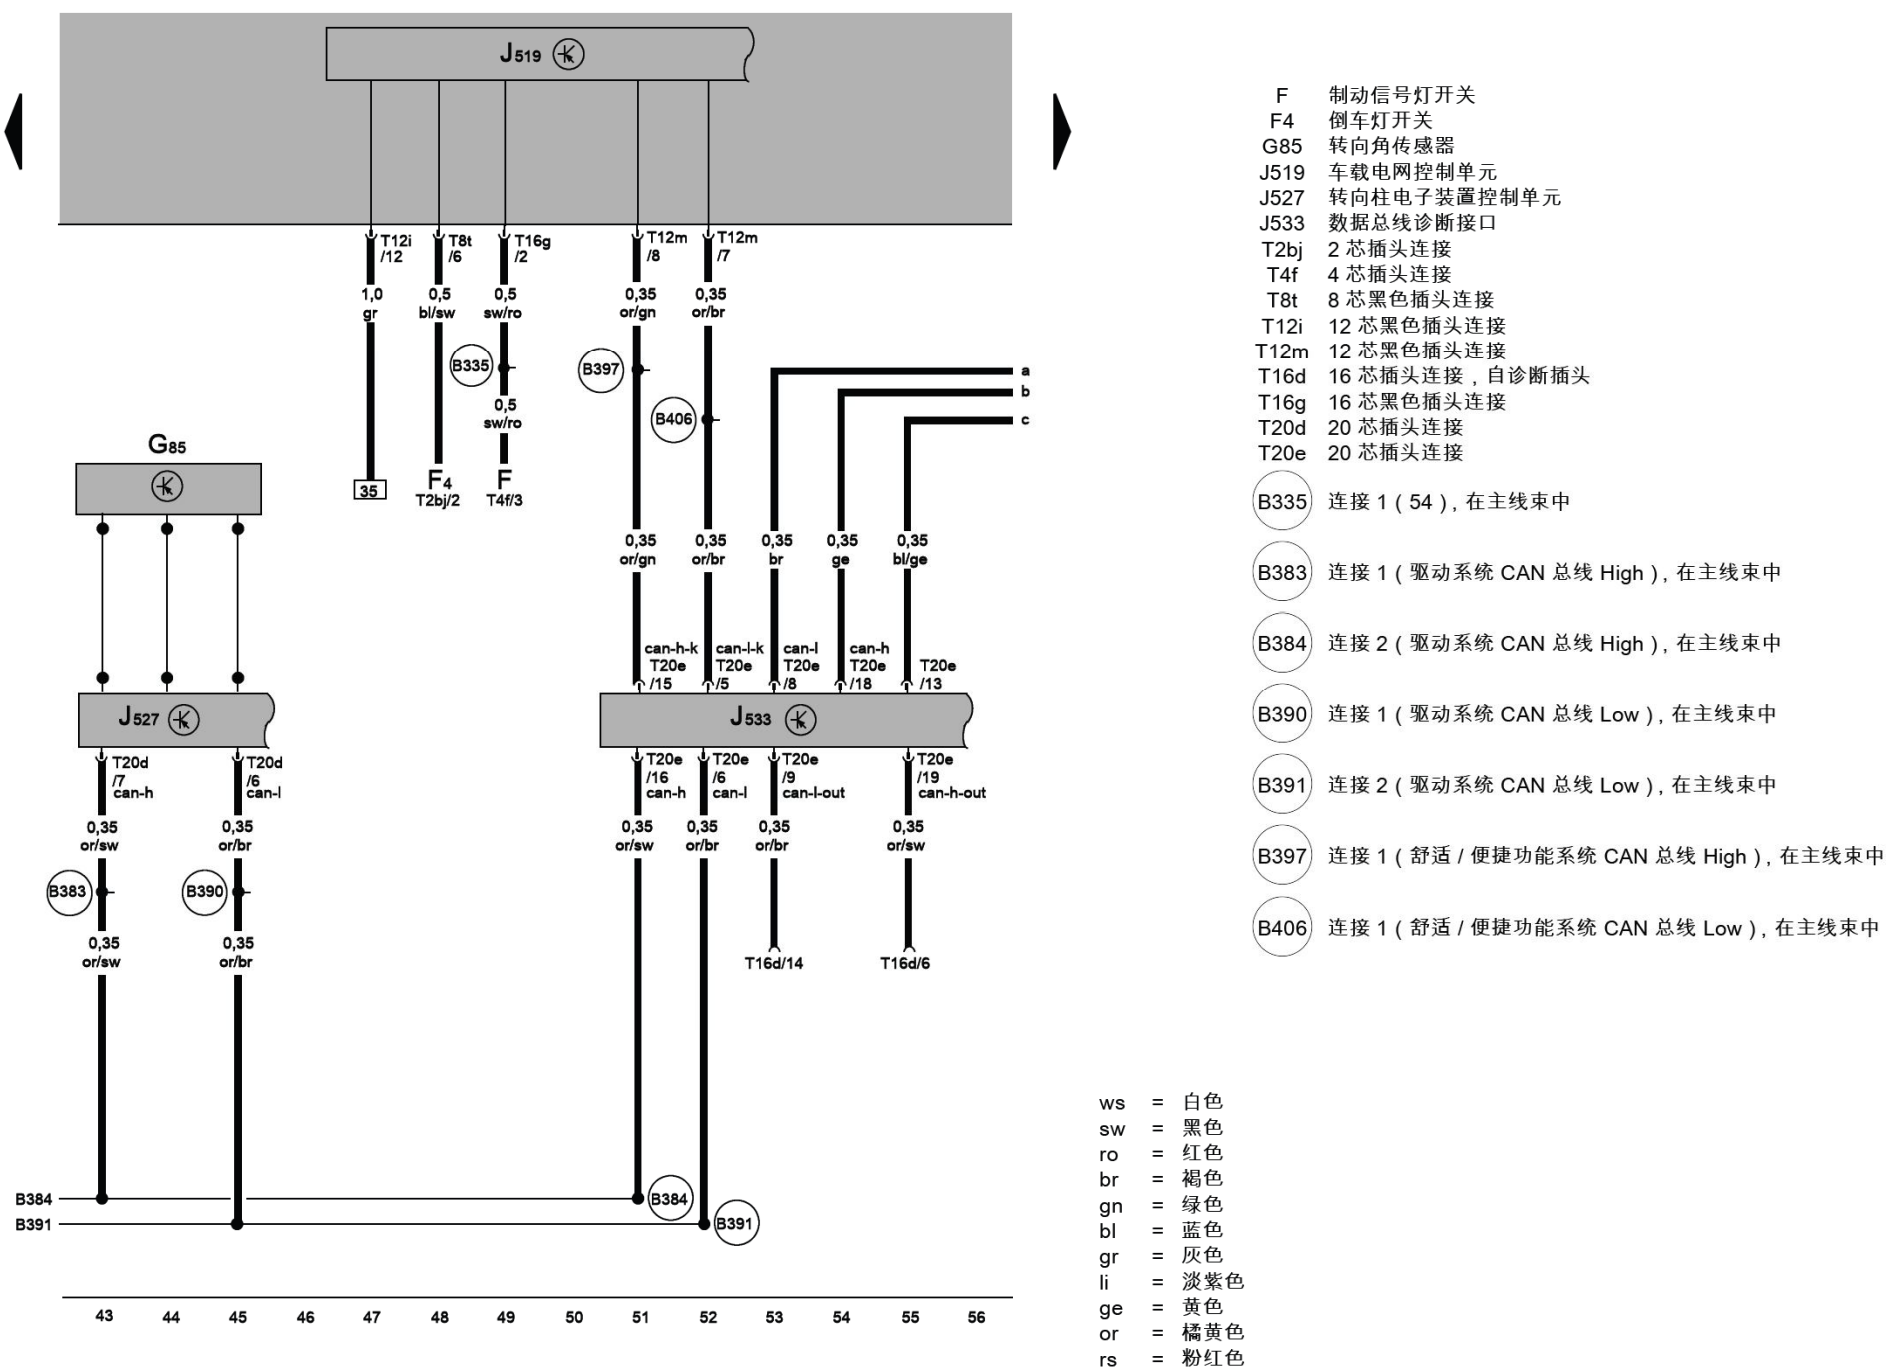 J519
T12i
/12
T8t
/6
T16g
/2
T12m
/8
T12m
/7
1,0
gr
0,5
bl/sw
0,5
sw/ro
0,35
or/gn
0,35
or/br
B335
B397
B406
a
b
c
0,5
sw/ro
G85
35
F4
T2bj/2
F
T4f/3
0,35
or/gn
0,35
or/br
0,35
br
0,35
ge
0,35
bl/ge
can-h-k
T20e
/15
can-l-k
T20e
/5
can-l
T20e
/8
can-h
T20e
/18
T20e
/13
J527
J533
T20d
/7
can-h
T20d
/6
can-l
T20e
/16
can-h
T20e
/6
can-l
T20e
/9
can-l-out
T20e
/19
can-h-out
0,35
or/sw
0,35
or/br
0,35
or/sw
0,35
or/br
0,35
or/br
0,35
or/sw
B383
B390
0,35
or/sw
0,35
or/br
T16d/14
T16d/6
B384
B384
B391
B391
43 44 45 46 47 48 49 50 51 52 53 54 55 56
F 制动信号灯开关
F4 倒车灯开关
G85 转向角传感器
J519 车载电网控制单元
J527 转向柱电子装置控制单元
J533 数据总线诊断接口
T2bj 2 芯插头连接
T4f 4 芯插头连接
T8t 8 芯黑色插头连接
T12i 12 芯黑色插头连接
T12m 12 芯黑色插头连接
T16d 16 芯插头连接，自诊断插头
T16g 16 芯黑色插头连接
T20d 20 芯插头连接
T20e 20 芯插头连接
B335 连接 1（54），在主线束中
B383 连接 1（驱动系统 CAN 总线 High），在主线束中
B384 连接 2（驱动系统 CAN 总线 High），在主线束中
B390 连接 1（驱动系统 CAN 总线 Low），在主线束中
B391 连接 2（驱动系统 CAN 总线 Low），在主线束中
B397 连接 1（舒适 / 便捷功能系统 CAN 总线 High），在主线束中
B406 连接 1（舒适 / 便捷功能系统 CAN 总线 Low），在主线束中
ws = 白色
sw = 黑色
ro = 红色
br = 褐色
gn = 绿色
bl = 蓝色
gr = 灰色
li = 淡紫色
ge = 黄色
or = 橘黄色
rs = 粉红色